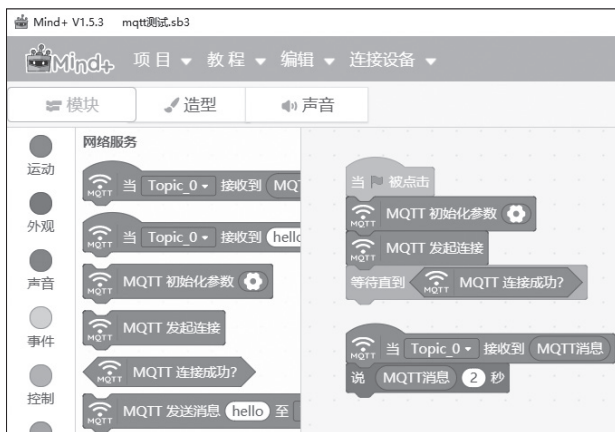 Mind+ V1.5.3 mqtt测试.sb3
Mind+ 项目 教程 编辑 连接设备
模块 造型 声音
运动
外观
声音
事件
控制
网络服务
MQTT 当 Topic_0 接收到 MQT
MQTT 当 Topic_0 接收到 hello
MQTT MQTT 初始化参数
MQTT MQTT 发起连接
MQTT MQTT 连接成功?
MQTT MQTT 发送消息 hello 至
当 被点击
MQTT MQTT 初始化参数
MQTT MQTT 发起连接
等待直到 MQTT MQTT 连接成功?
MQTT 当 Topic_0 接收到 MQTT消息
说 MQTT消息 2 秒